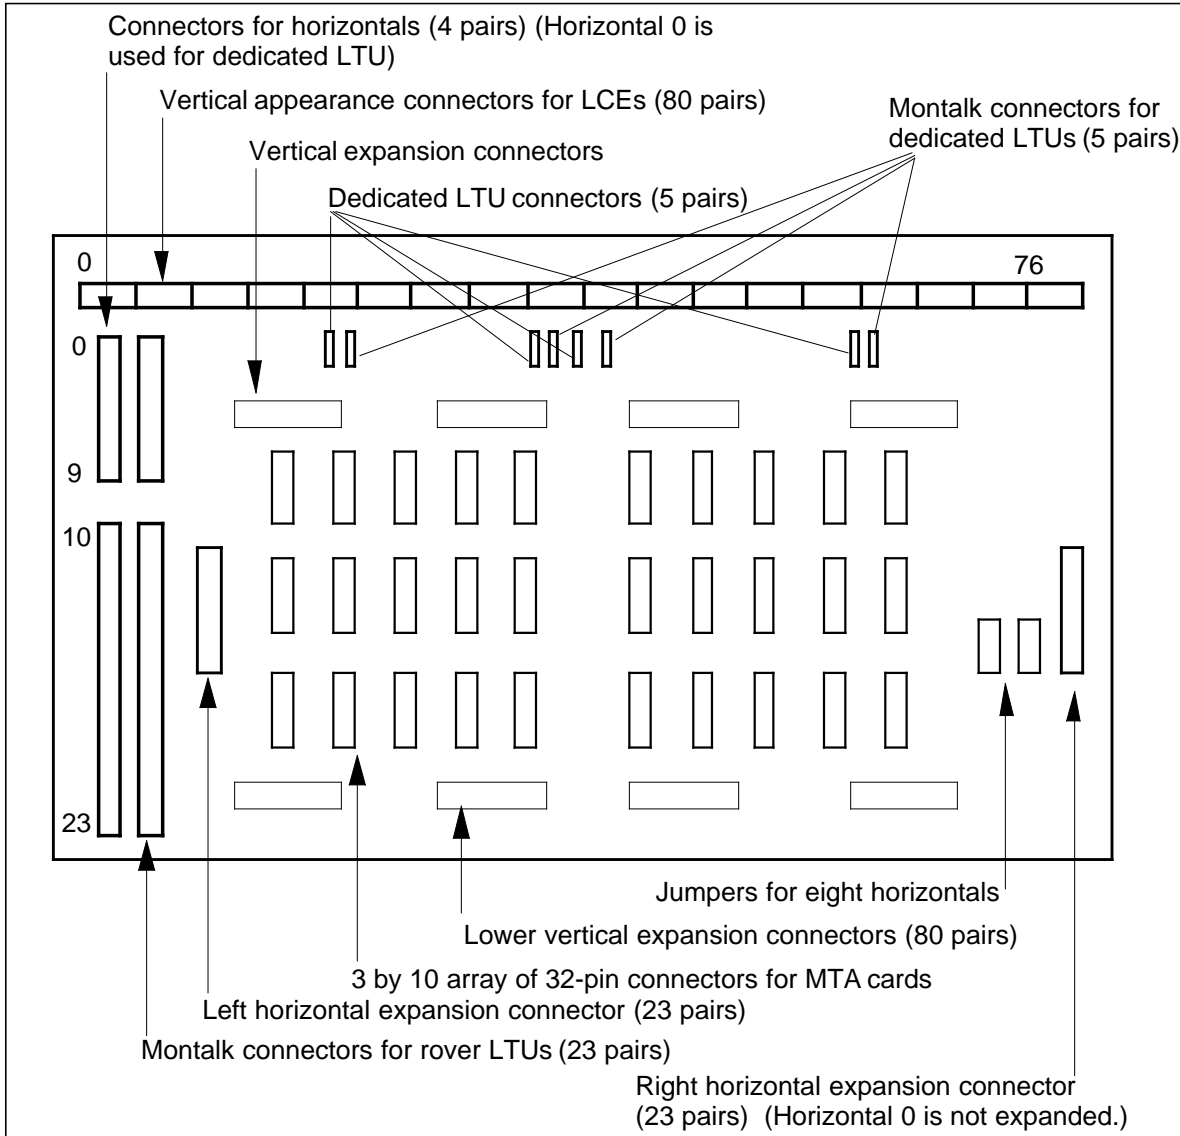 Connectors for horizontals (4 pairs) (Horizontal 0 is
used for dedicated LTU)
Vertical appearance connectors for LCEs (80 pairs)
Montalk connectors for
dedicated LTUs (5 pairs)
Vertical expansion connectors
Dedicated LTU connectors (5 pairs)
0
76
0
9
10
23
Jumpers for eight horizontals
Lower vertical expansion connectors (80 pairs)
3 by 10 array of 32-pin connectors for MTA cards
Left horizontal expansion connector (23 pairs)
Montalk connectors for rover LTUs (23 pairs)
Right horizontal expansion connector
(23 pairs) (Horizontal 0 is not expanded.)